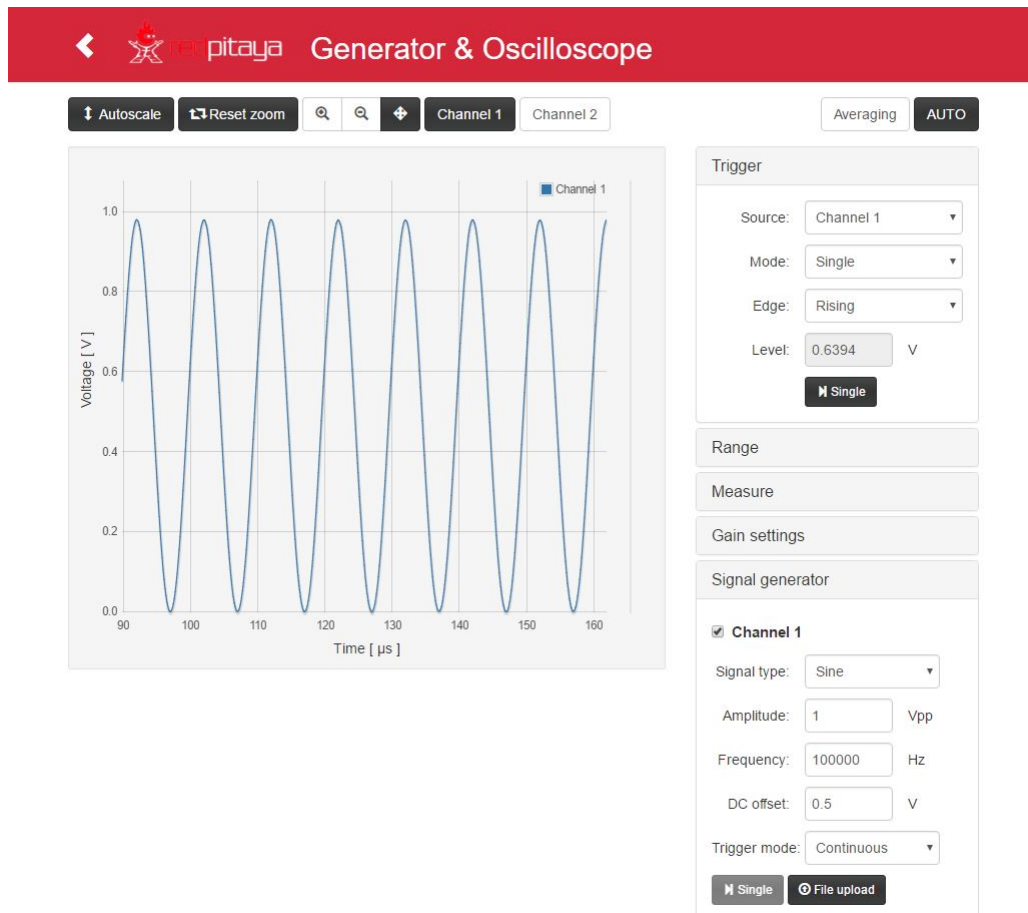 redpitaya Generator & Oscilloscope
Autoscale Reset zoom Channel 1 Channel 2 Averaging AUTO
Trigger
Source: Channel 1
Mode: Single
Edge: Rising
Level: 0.6394 V
Single
Range
Measure
Gain settings
Signal generator
Channel 1
Signal type: Sine
Amplitude: 1 Vpp
Frequency: 100000 Hz
DC offset: 0.5 V
Trigger mode: Continuous
Single File upload
Channel 1
1.0
0.8
0.6
0.4
0.2
0.0
Voltage [ V ]
90 100 110 120 130 140 150 160
Time [ µs ]